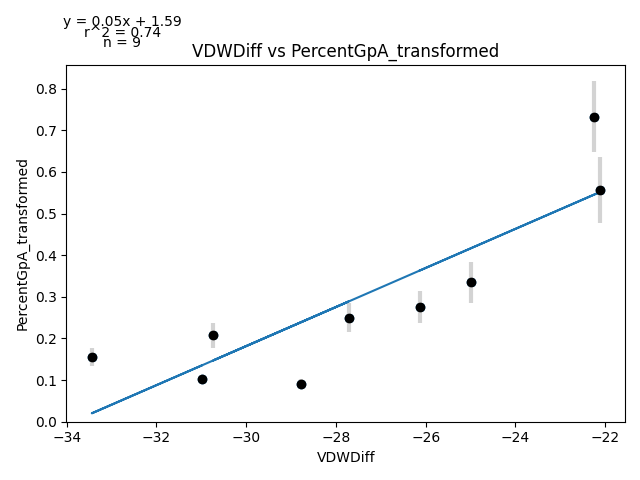 y = 0.05x + 1.59
r^2 = 0.74
n = 9
VDWDiff vs PercentGpA_transformed
PercentGpA_transformed
0.8
0.7
0.6
0.5
0.4
0.3
0.2
0.1
0.0
−34 −32 −30 −28 −26 −24 −22
VDWDiff